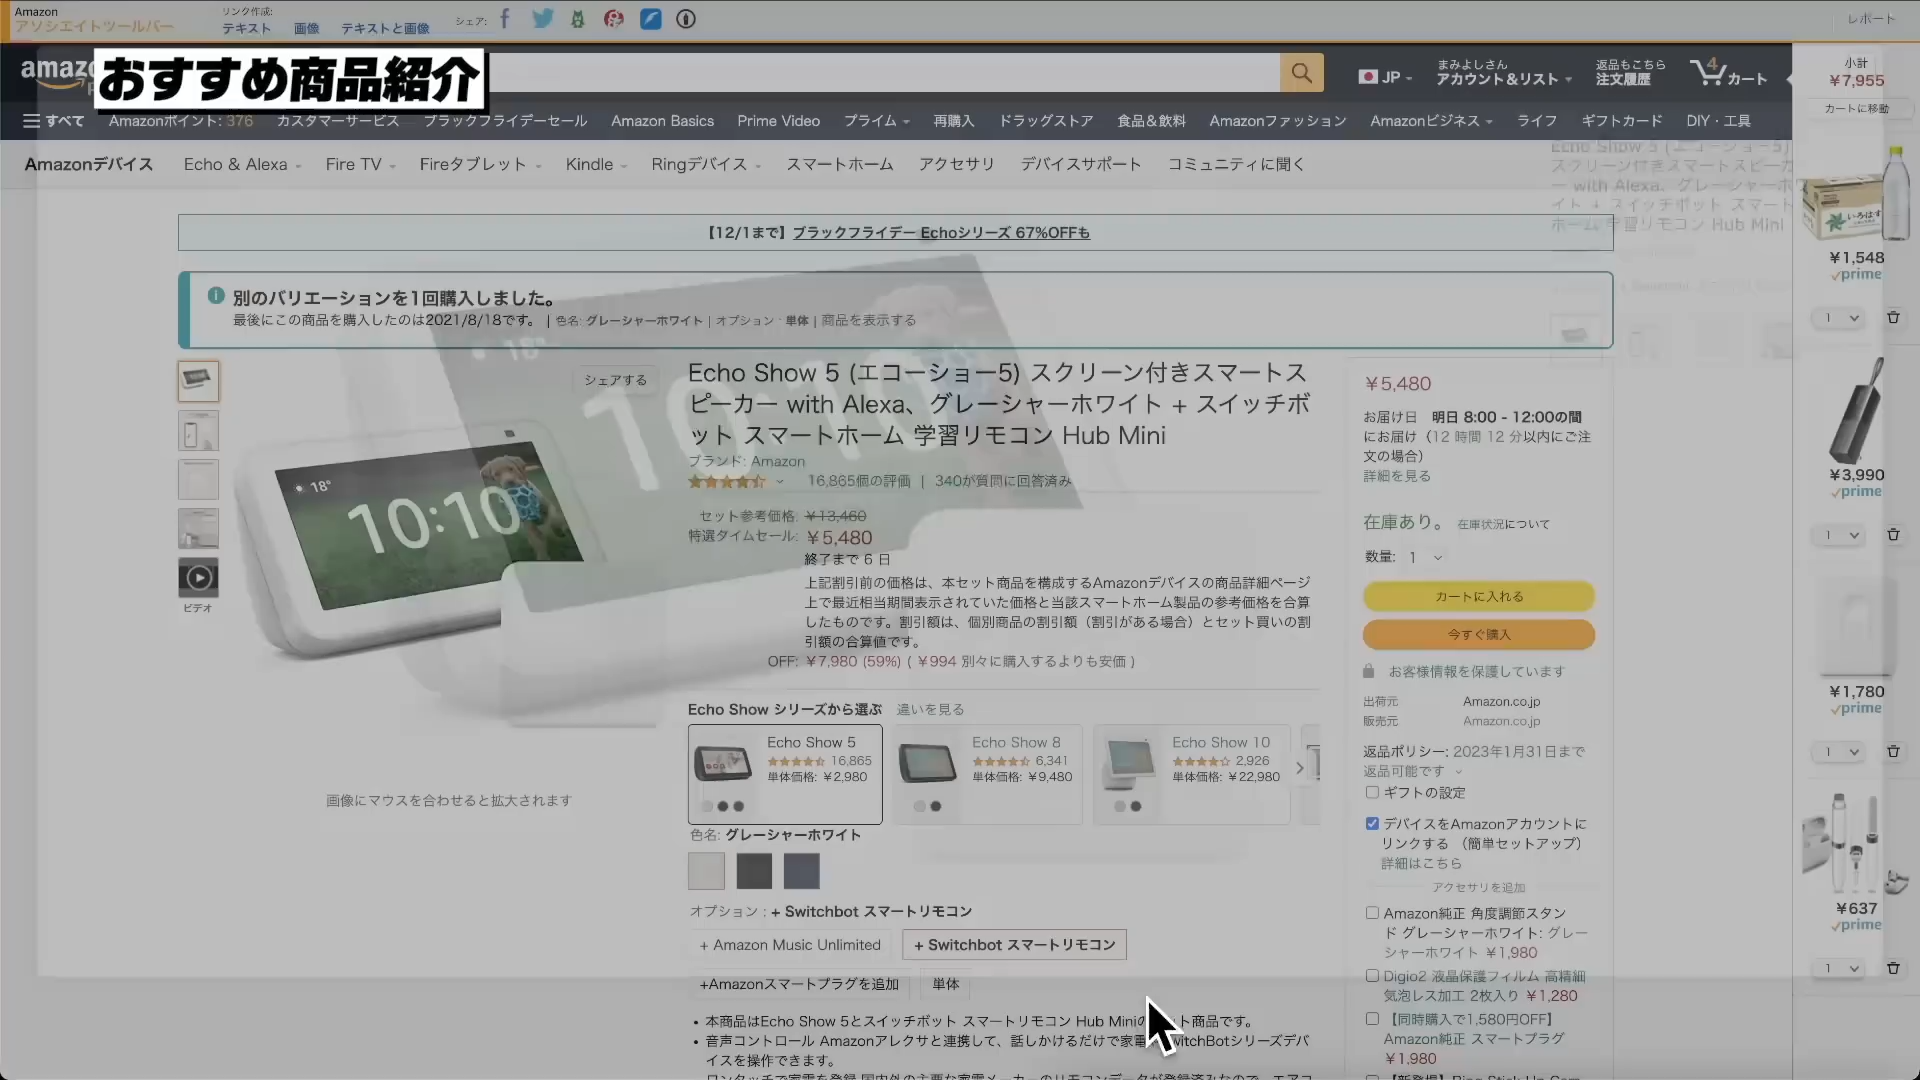 Amazon
アソシエイトツールバー
リンク作成:
テキスト 画像 テキストと画像
シェア:
レポート
おすすめ商品紹介
JP
まみよしさん
アカウント&リスト
返品もこちら
注文履歴
4
カート
小計
¥7,955
カートに移動
すべて Amazonポイント: 376 カスタマーサービス ブラックフライデーセール Amazon Basics Prime Video プライム 再購入 ドラッグストア 食品&飲料 Amazonファッション Amazonビジネス ライフ ギフトカード DIY・工具
Amazonデバイス Echo & Alexa Fire TV Fireタブレット Kindle Ringデバイス スマートホーム アクセサリ デバイスサポート コミュニティに聞く
【12/1まで】ブラックフライデー Echoシリーズ 67%OFFも
別のバリエーションを1回購入しました。
最後にこの商品を購入したのは2021/8/18です。 | 色名: グレーシャーホワイト | オプション: 単体 | 商品を表示する
シェアする
Echo Show 5 (エコーショー5) スクリーン付きスマートス
ピーカー with Alexa、グレーシャーホワイト + スイッチボ
ット スマートホーム 学習リモコン Hub Mini
ブランド: Amazon
16,865個の評価 | 340が質問に回答済み
セット参考価格: ¥13,460
特選タイムセール: ¥5,480
終了まで 6 日
上記割引前の価格は、本セット商品を構成するAmazonデバイスの商品詳細ページ
上で最近相当期間表示されていた価格と当該スマートホーム製品の参考価格を合算
したものです。割引額は、個別商品の割引額（割引がある場合）とセット買いの割
引額の合算値です。
OFF: ¥7,980 (59%) ( ¥994 別々に購入するよりも安価 )
18°
10:10
ビデオ
画像にマウスを合わせると拡大されます
Echo Show シリーズから選ぶ 違いを見る
Echo Show 5
16,865
単体価格: ¥2,980
Echo Show 8
6,341
単体価格: ¥9,480
Echo Show 10
2,926
単体価格: ¥22,980
色名: グレーシャーホワイト
オプション : + Switchbot スマートリモコン
+ Amazon Music Unlimited
+ Switchbot スマートリモコン
+Amazonスマートプラグを追加
単体
• 本商品はEcho Show 5とスイッチボット スマートリモコン Hub Mini ト商品です。
• 音声コントロール Amazonアレクサと連携して、話しかけるだけで家電 witchBotシリーズデバ
イスを操作できます。
¥5,480
お届け日 明日 8:00 - 12:00の間
にお届け（12 時間 12 分以内にご注
文の場合）
詳細を見る
在庫あり。 在庫状況について
数量: 1
カートに入れる
今すぐ購入
お客様情報を保護しています
出荷元 Amazon.co.jp
販売元 Amazon.co.jp
返品ポリシー: 2023年1月31日まで
返品可能です
ギフトの設定
デバイスをAmazonアカウントに
リンクする （簡単セットアップ）
詳細はこちら
アクセサリを追加
Amazon純正 角度調節スタン
ド グレーシャーホワイト: グレー
シャーホワイト ¥1,980
Digio2 液晶保護フィルム 高精細
気泡レス加工 2枚入り ¥1,280
【同時購入で1,580円OFF】
Amazon純正 スマートプラグ
¥1,980
いろはす
¥1,548
prime
1
¥3,990
prime
1
¥1,780
prime
1
¥637
prime
1